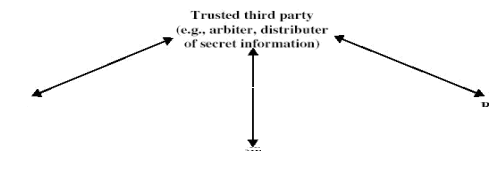 Trusted third party
(e.g., arbiter, distributer
of secret information)